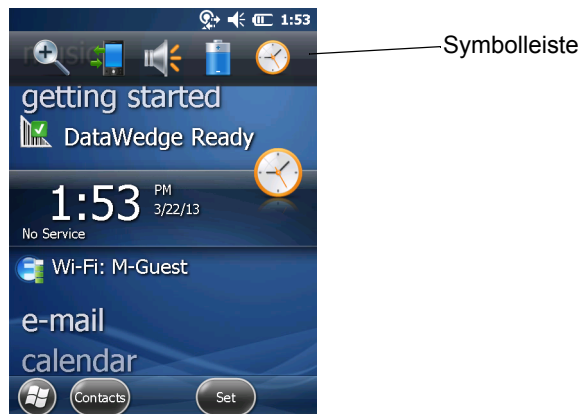 1:53
Symbolleiste
music
getting started
DataWedge Ready
1:53 PM
3/22/13
No Service
Wi-Fi: M-Guest
e-mail
calendar
Contacts
Set